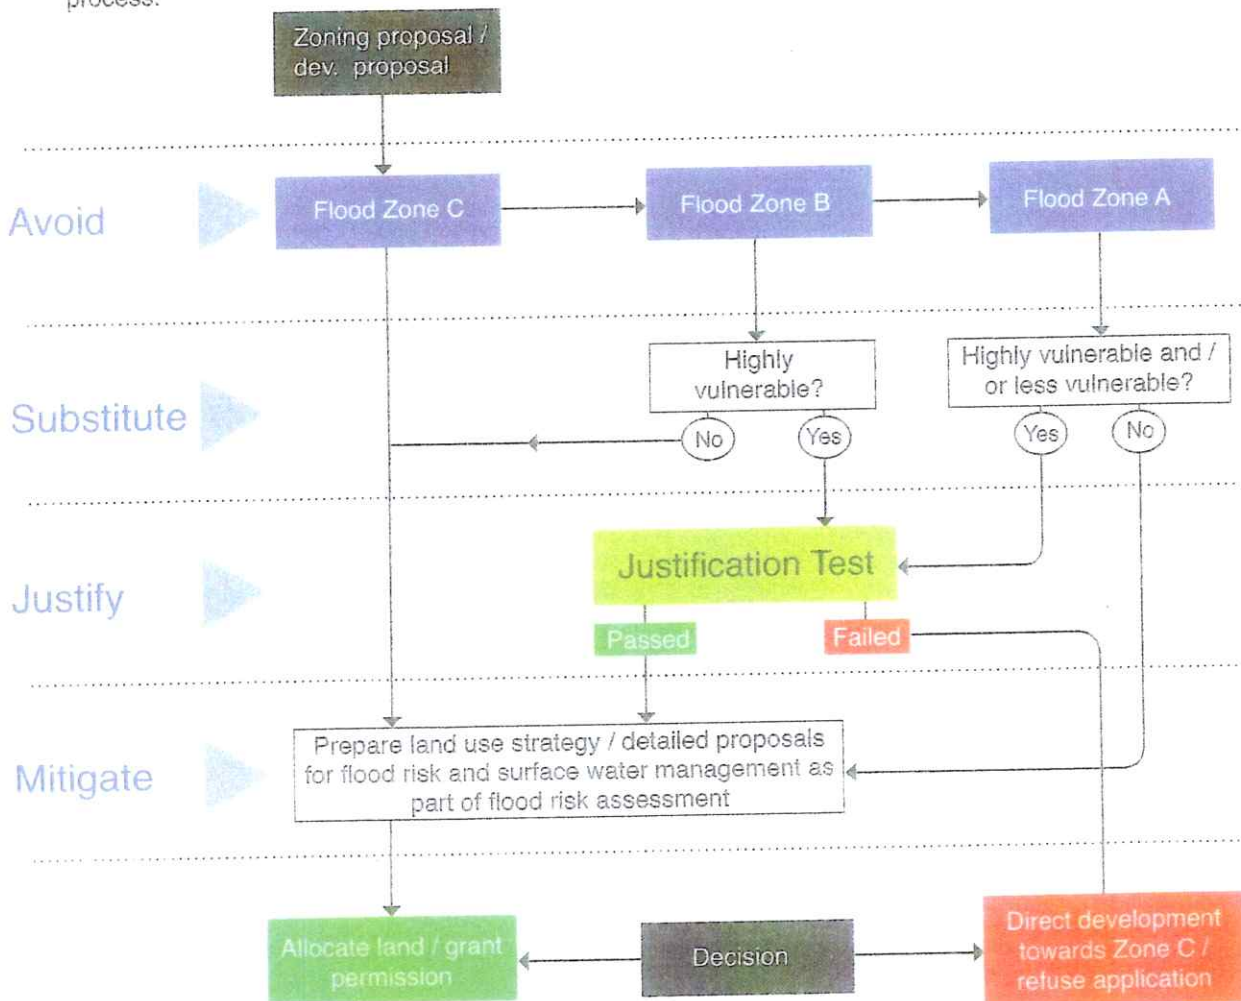 process.
Zoning proposal /
dev. proposal
Avoid
Flood Zone C
Flood Zone B
Flood Zone A
Substitute
Highly
vulnerable?
No
Yes
Highly vulnerable and /
or less vulnerable?
Yes
No
Justify
Justification Test
Passed
Failed
Mitigate
Prepare land use strategy / detailed proposals
for flood risk and surface water management as
part of flood risk assessment
Allocate land / grant
permission
Decision
Direct development
towards Zone C /
refuse application